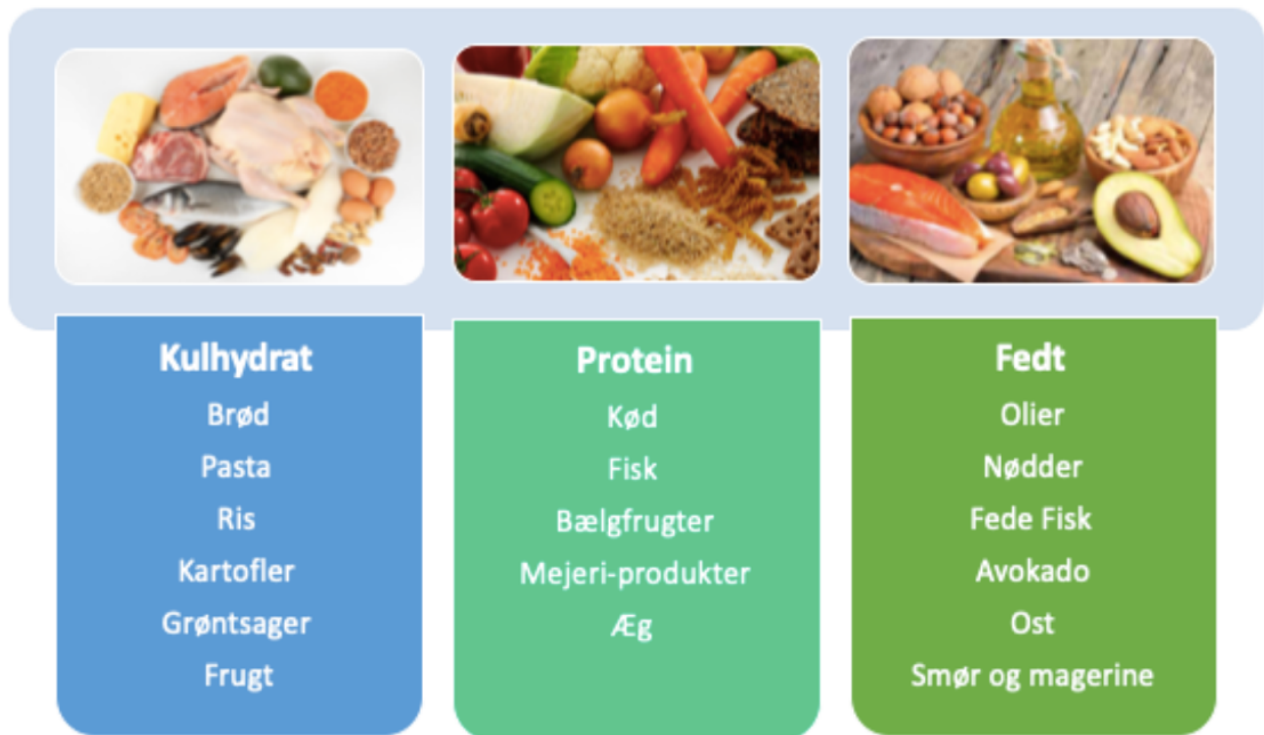 Kulhydrat
Brød
Pasta
Ris
Kartofler
Grøntsager
Frugt
Protein
Kød
Fisk
Bælgfrugter
Mejeri-produkter
Æg
Fedt
Olier
Nødder
Fede Fisk
Avokado
Ost
Smør og magerine